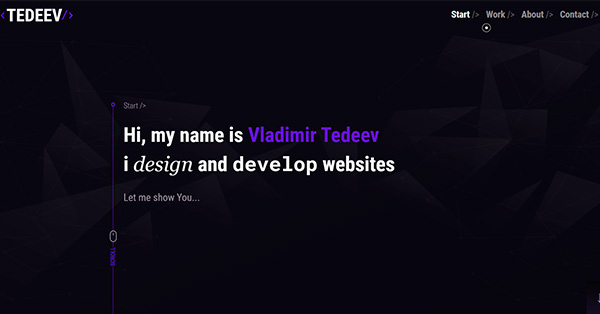 <TEDEEV/>
Start /> Work /> About /> Contact />
Start />
Hi, my name is Vladimir Tedeev
i design and develop websites
Let me show You...
SCROLL